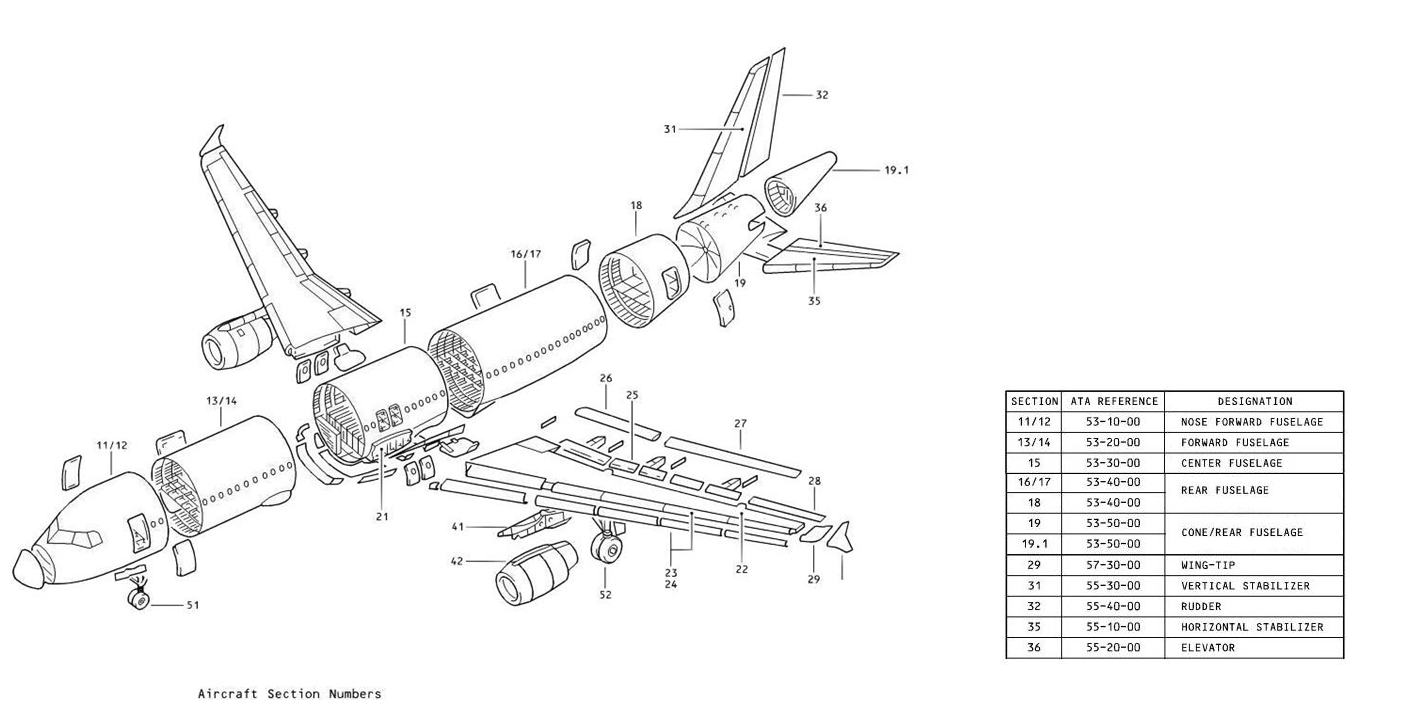 32
31
19.1
36
18
16/17
19
35
15
26
25
13/14
27
11/12
28
21
41
42
23
24
22
29
52
51
SECTION ATA REFERENCE DESIGNATION
11/12 53-10-00 NOSE FORWARD FUSELAGE
13/14 53-20-00 FORWARD FUSELAGE
15 53-30-00 CENTER FUSELAGE
16/17 53-40-00 REAR FUSELAGE
18 53-40-00
19 53-50-00 CONE/REAR FUSELAGE
19.1 53-50-00
29 57-30-00 WING-TIP
31 55-30-00 VERTICAL STABILIZER
32 55-40-00 RUDDER
35 55-10-00 HORIZONTAL STABILIZER
36 55-20-00 ELEVATOR
Aircraft Section Numbers